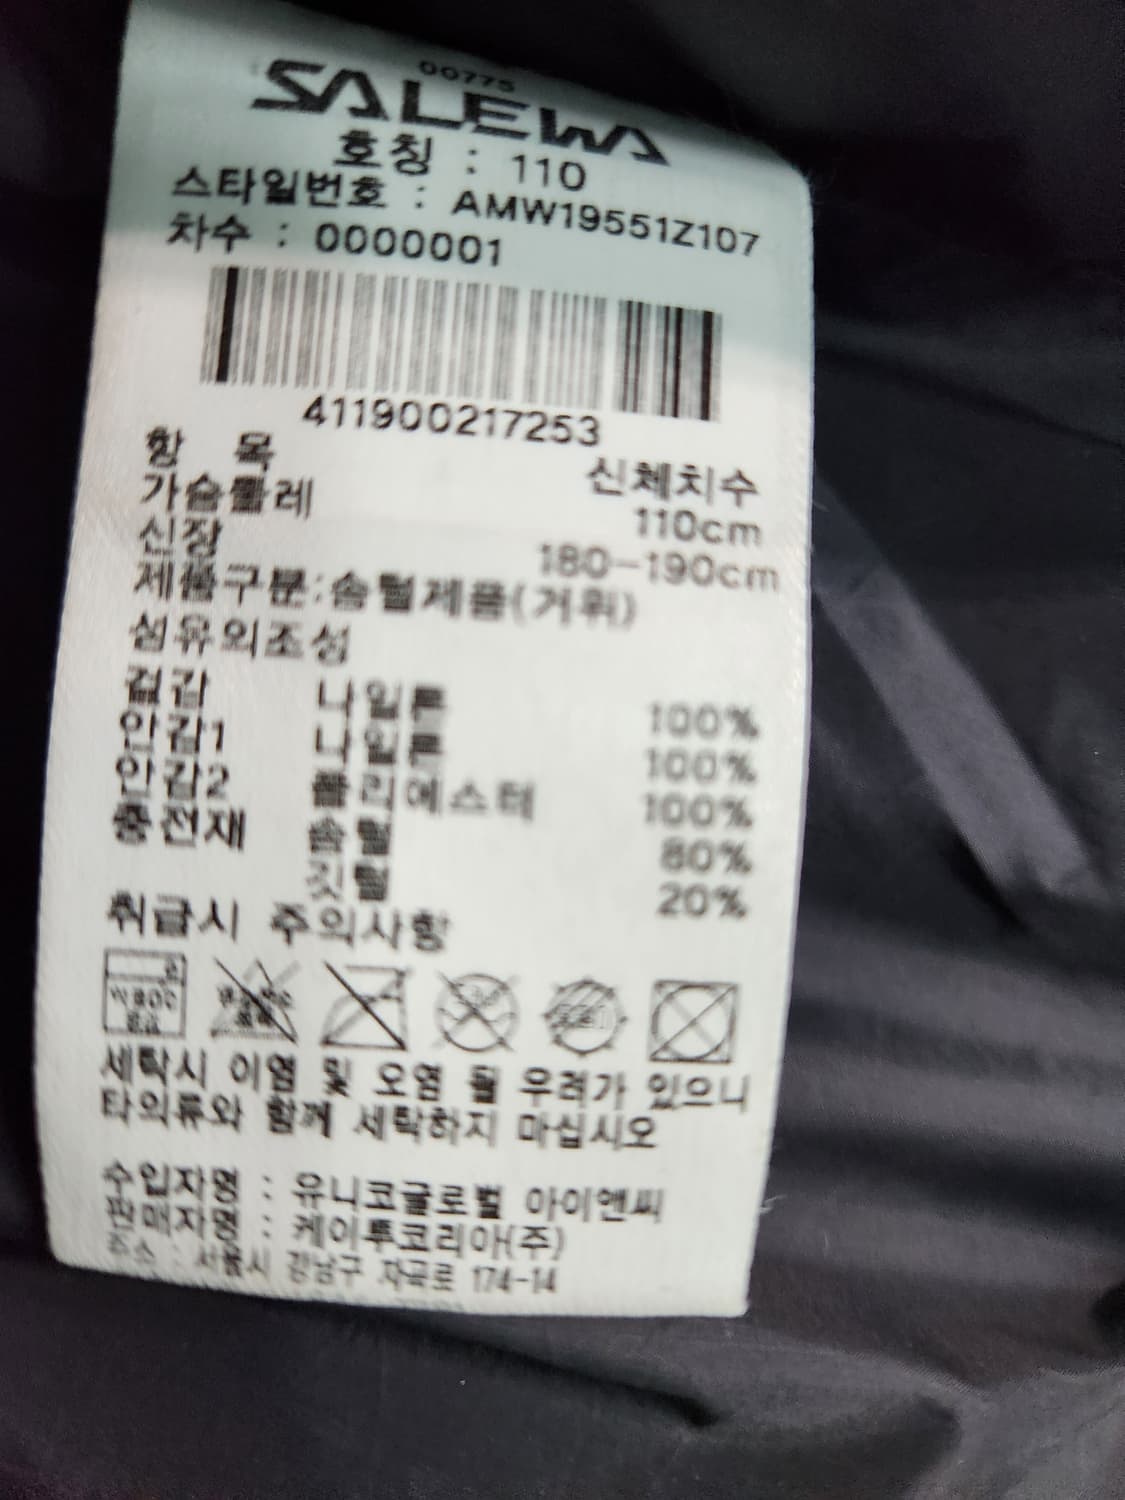 00775
SALEWA
호칭 : 110
스타일번호 : AMW19551Z107
차수 : 0000001
411900217253
항 목 신체치수
가슴둘레 110cm
신장 180-190cm
제품구분:솜털제품(거위)
섬유의조성
겉감 나일론 100%
안감1 나일론 100%
안감2 폴리에스터 100%
충전재 솜털 80%
깃털 20%
취급시 주의사항
세탁시 이염 및 오염 될 우려가 있으니
타의류와 함께 세탁하지 마십시오
수입자명 : 유니코글로벌 아이앤씨
판매자명 : 케이투코리아(주)
주소 : 서울시 강남구 자곡로 174-14